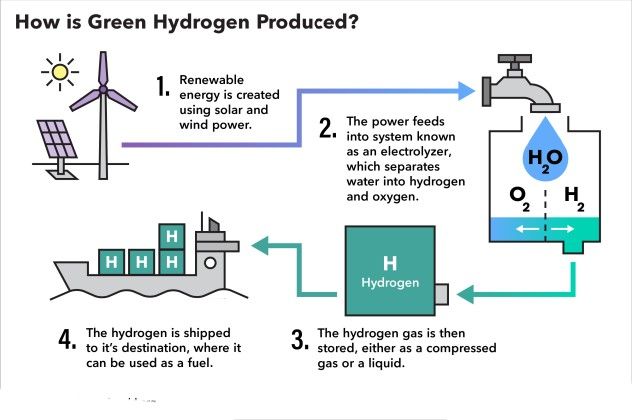 How is Green Hydrogen Produced?
1. Renewable
energy is created
using solar and
wind power.
2. The power feeds
into system known
as an electrolyzer,
which separates
water into hydrogen
and oxygen.
H2O
O2 H2
H
H H H
H
Hydrogen
4. The hydrogen is shipped
to it's destination, where it
can be used as a fuel.
3. The hydrogen gas is then
stored, either as a compressed
gas or a liquid.